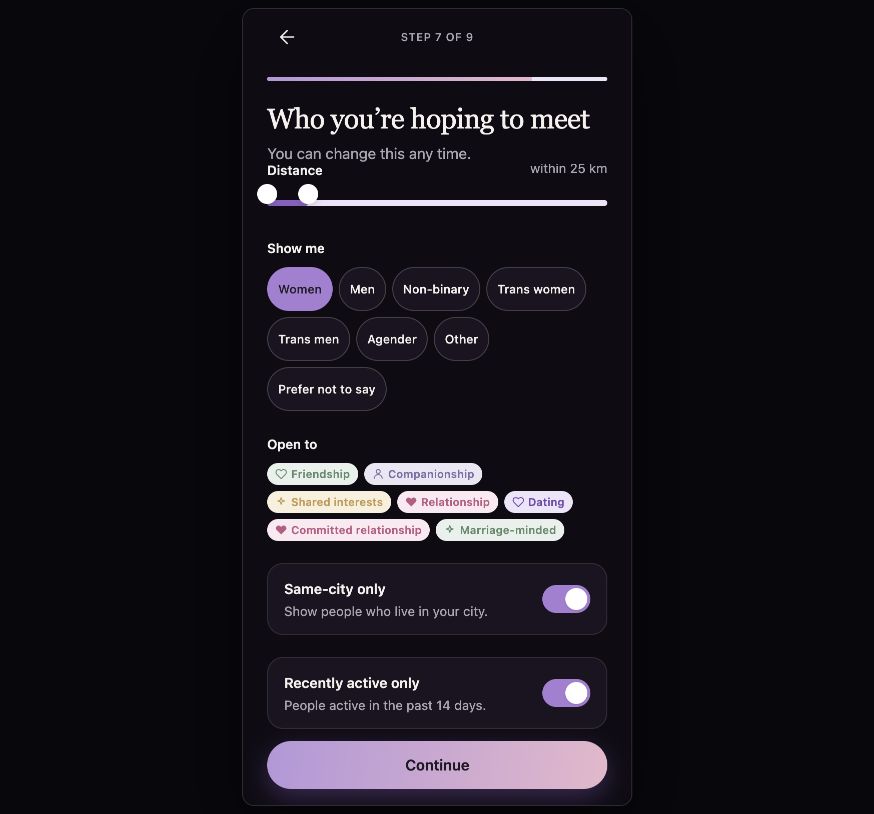 STEP 7 OF 9
Who you’re hoping to meet
You can change this any time.
Distance within 25 km
Show me
Women Men Non-binary Trans women
Trans men Agender Other
Prefer not to say
Open to
Friendship Companionship
Shared interests Relationship Dating
Committed relationship Marriage-minded
Same-city only
Show people who live in your city.
Recently active only
People active in the past 14 days.
Continue